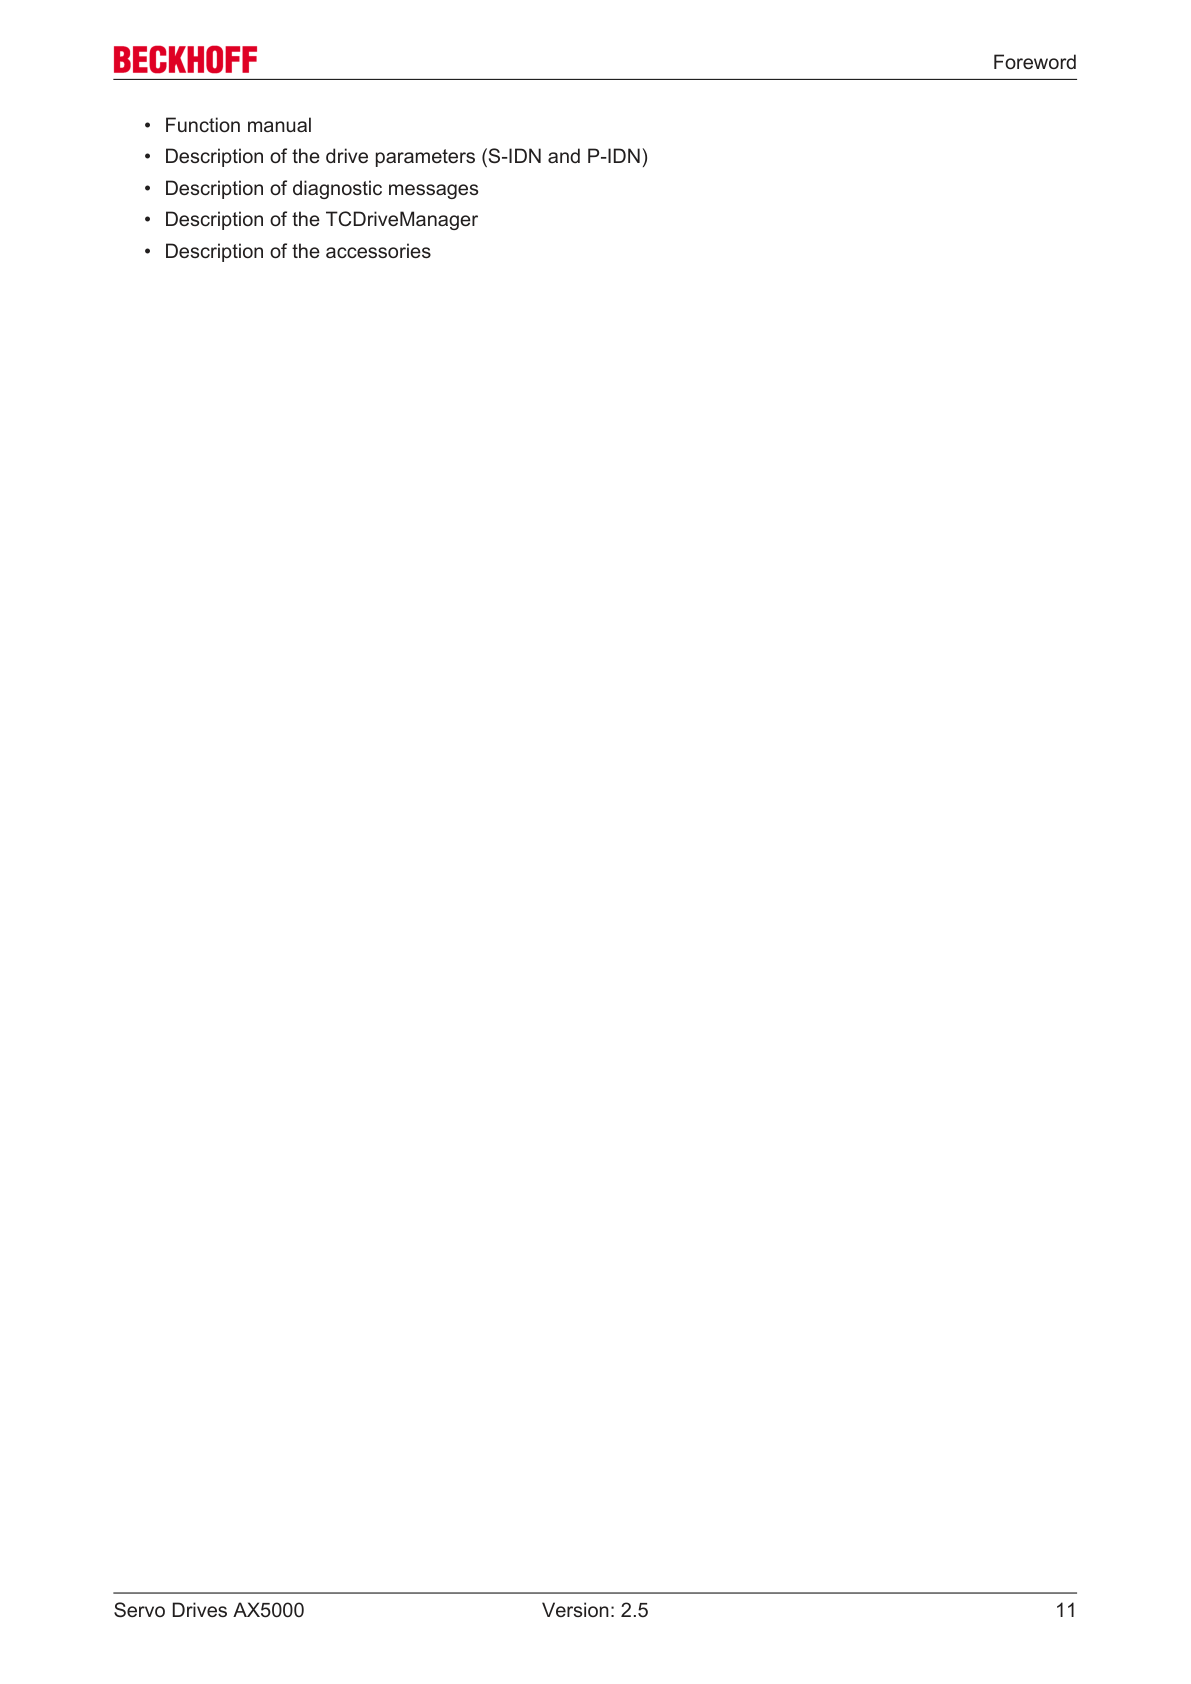 BECKHOFF
Foreword
• Function manual
• Description of the drive parameters (S-IDN and P-IDN)
• Description of diagnostic messages
• Description of the TCDriveManager
• Description of the accessories
Servo Drives AX5000 Version: 2.5 11